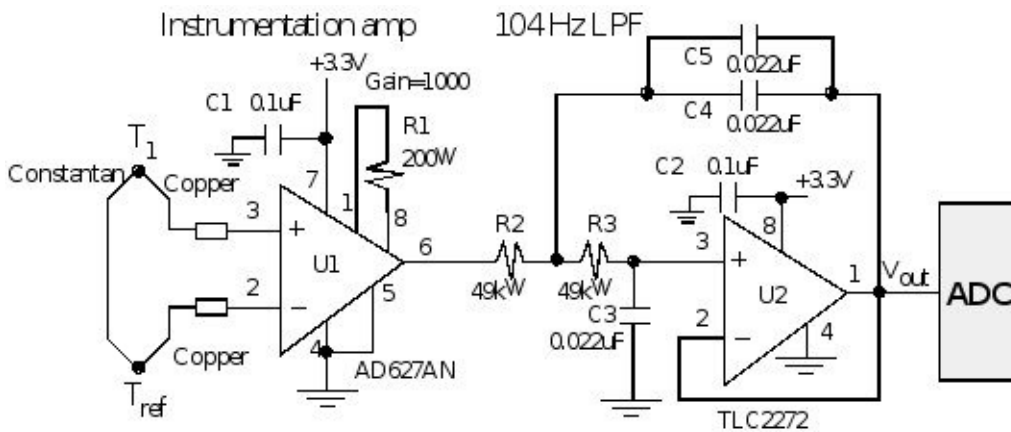 Instrumentation amp
104 Hz LPF
+3.3V
Gain=1000
C1 0.1uF
R1
200W
C5 0.022uF
C4 0.022uF
T1
Constantan
Copper
7
1
8
3
+
U1
6
2
−
5
4
AD627AN
Copper
Tref
R2
49kW
R3
49kW
C3
0.022uF
C2 0.1uF
+3.3V
8
3
+
U2
1
Vout
ADC
2
−
4
TLC2272